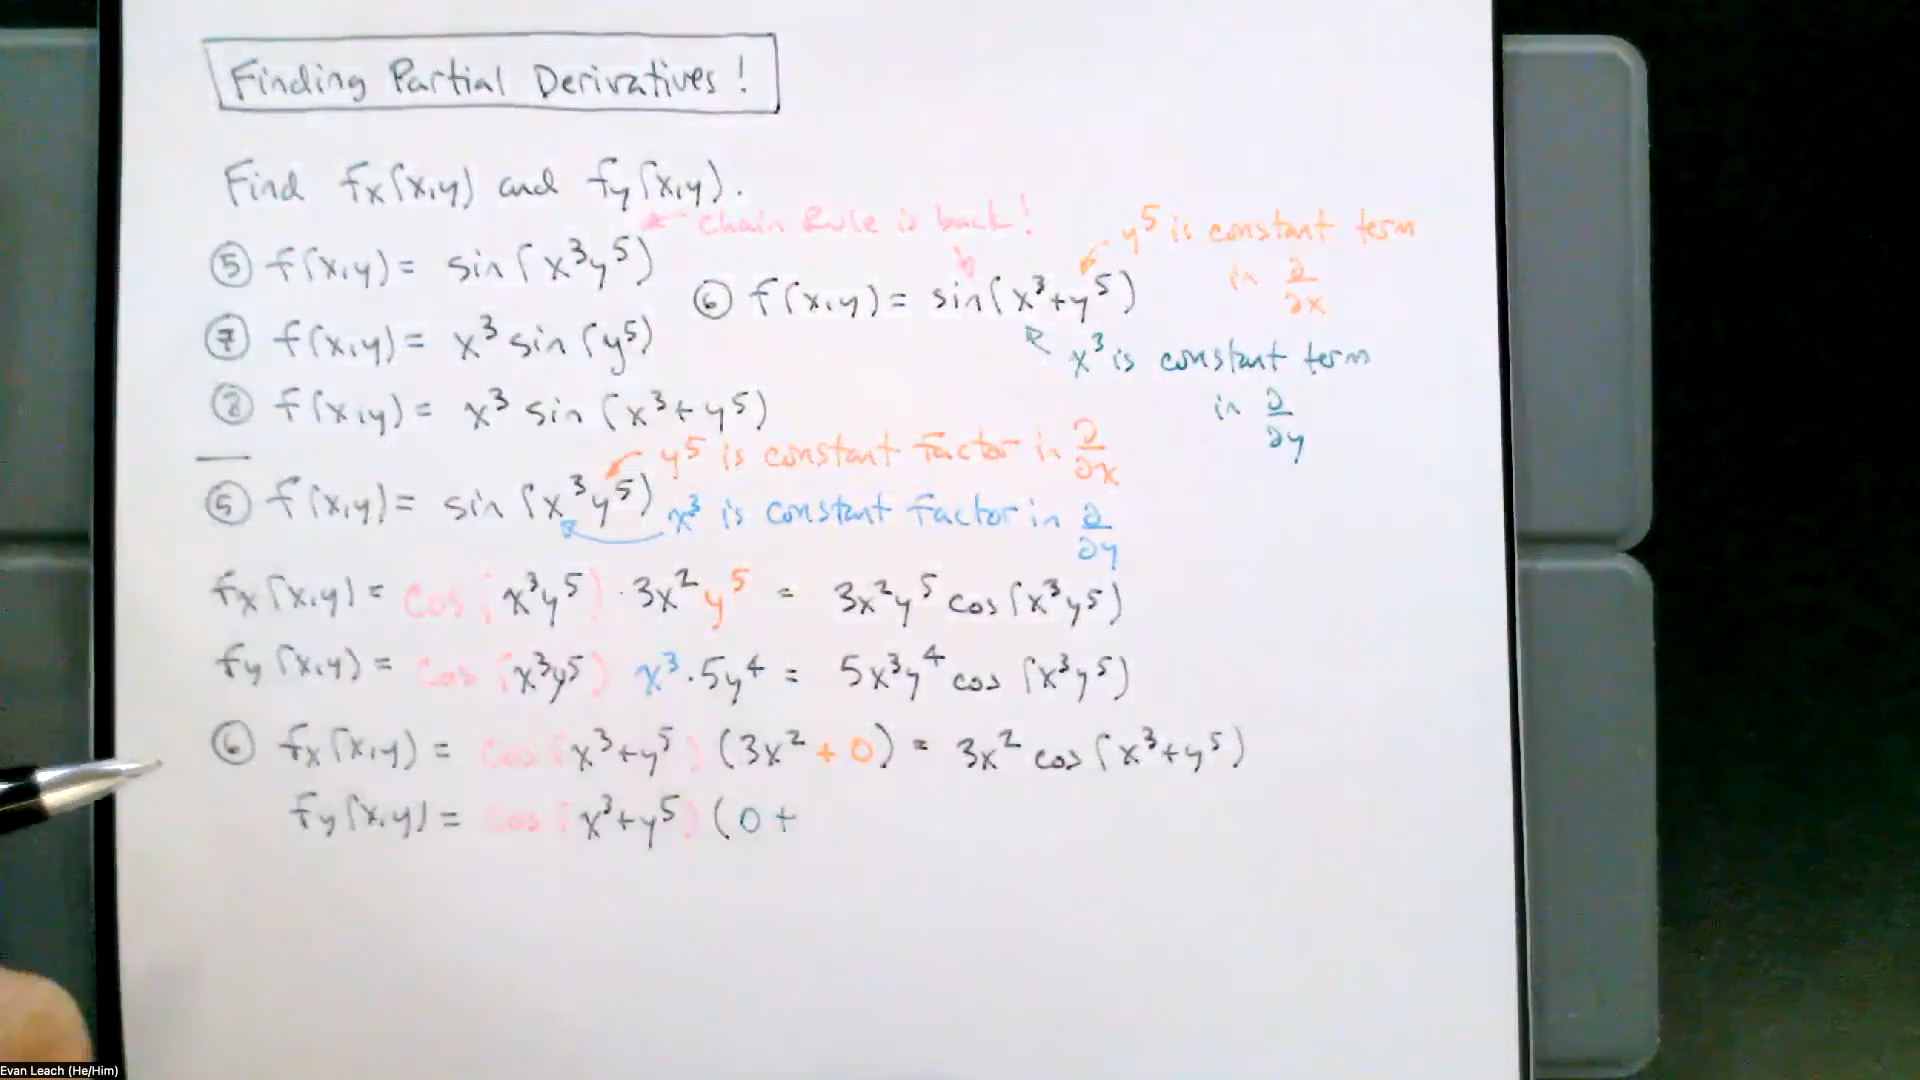 Finding Partial Derivatives!
Find fx(x,y) and fy(x,y).
← Chain Rule is back!
⑤ f(x,y) = sin(x³y⁵)
⑥ f(x,y) = sin(x³+y⁵)
y⁵ is constant term
in ∂/∂x
x³ is constant term
in ∂/∂y
⑦ f(x,y) = x³ sin(y⁵)
⑧ f(x,y) = x³ sin(x³+y⁵)
⑤ f(x,y) = sin(x³y⁵)
y⁵ is constant factor in ∂/∂x
x³ is constant factor in ∂/∂y
fx(x,y) = cos(x³y⁵) · 3x²y⁵ = 3x²y⁵ cos(x³y⁵)
fy(x,y) = cos(x³y⁵) x³ · 5y⁴ = 5x³y⁴ cos(x³y⁵)
⑥ fx(x,y) = cos(x³+y⁵) (3x² + 0) = 3x² cos(x³+y⁵)
fy(x,y) = cos(x³+y⁵) (0 +
Evan Leach (He/Him)